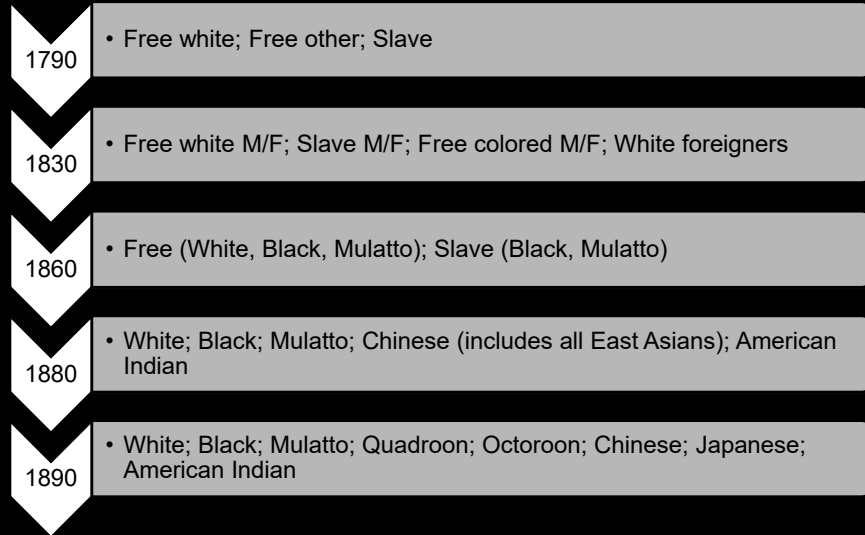 1790
• Free white; Free other; Slave
1830
• Free white M/F; Slave M/F; Free colored M/F; White foreigners
1860
• Free (White, Black, Mulatto); Slave (Black, Mulatto)
1880
• White; Black; Mulatto; Chinese (includes all East Asians); American
Indian
1890
• White; Black; Mulatto; Quadroon; Octoroon; Chinese; Japanese;
American Indian